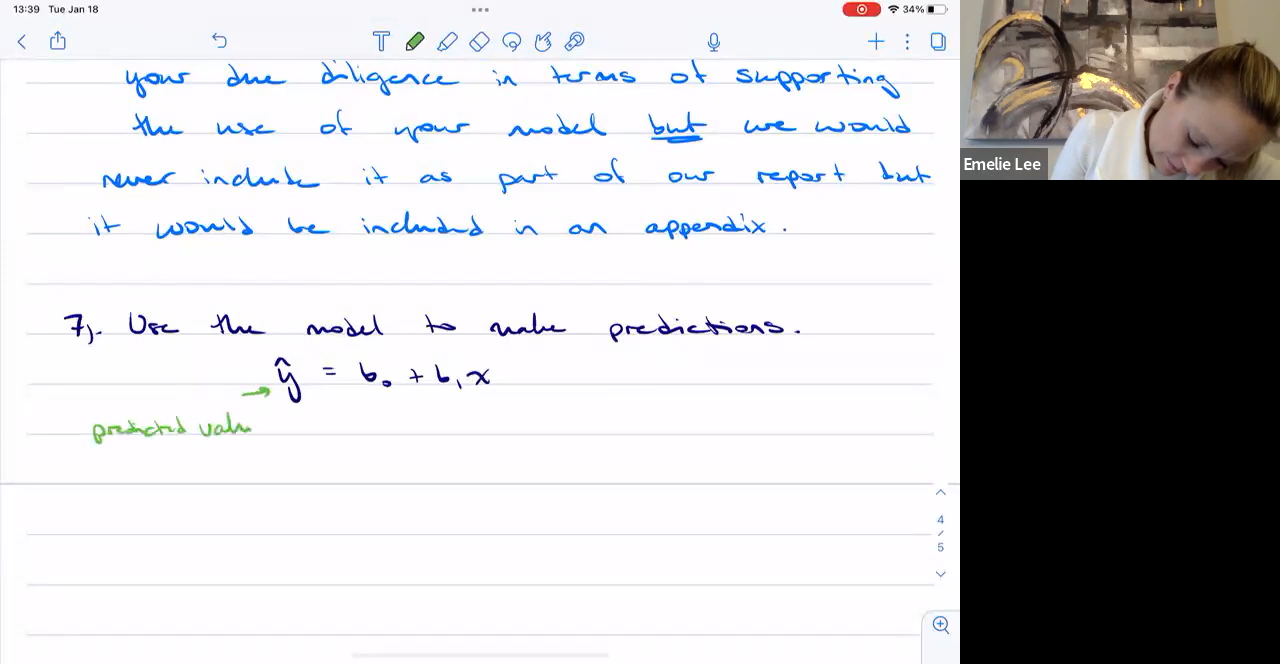 13:39 Tue Jan 18
34%
your due diligence in terms of supporting
the use of your model but we would
never include it as part of our report but
it would be included in an appendix.
7). Use the model to make predictions.
ŷ = b₀ + b₁x
predicted value
4
5
Emelie Lee